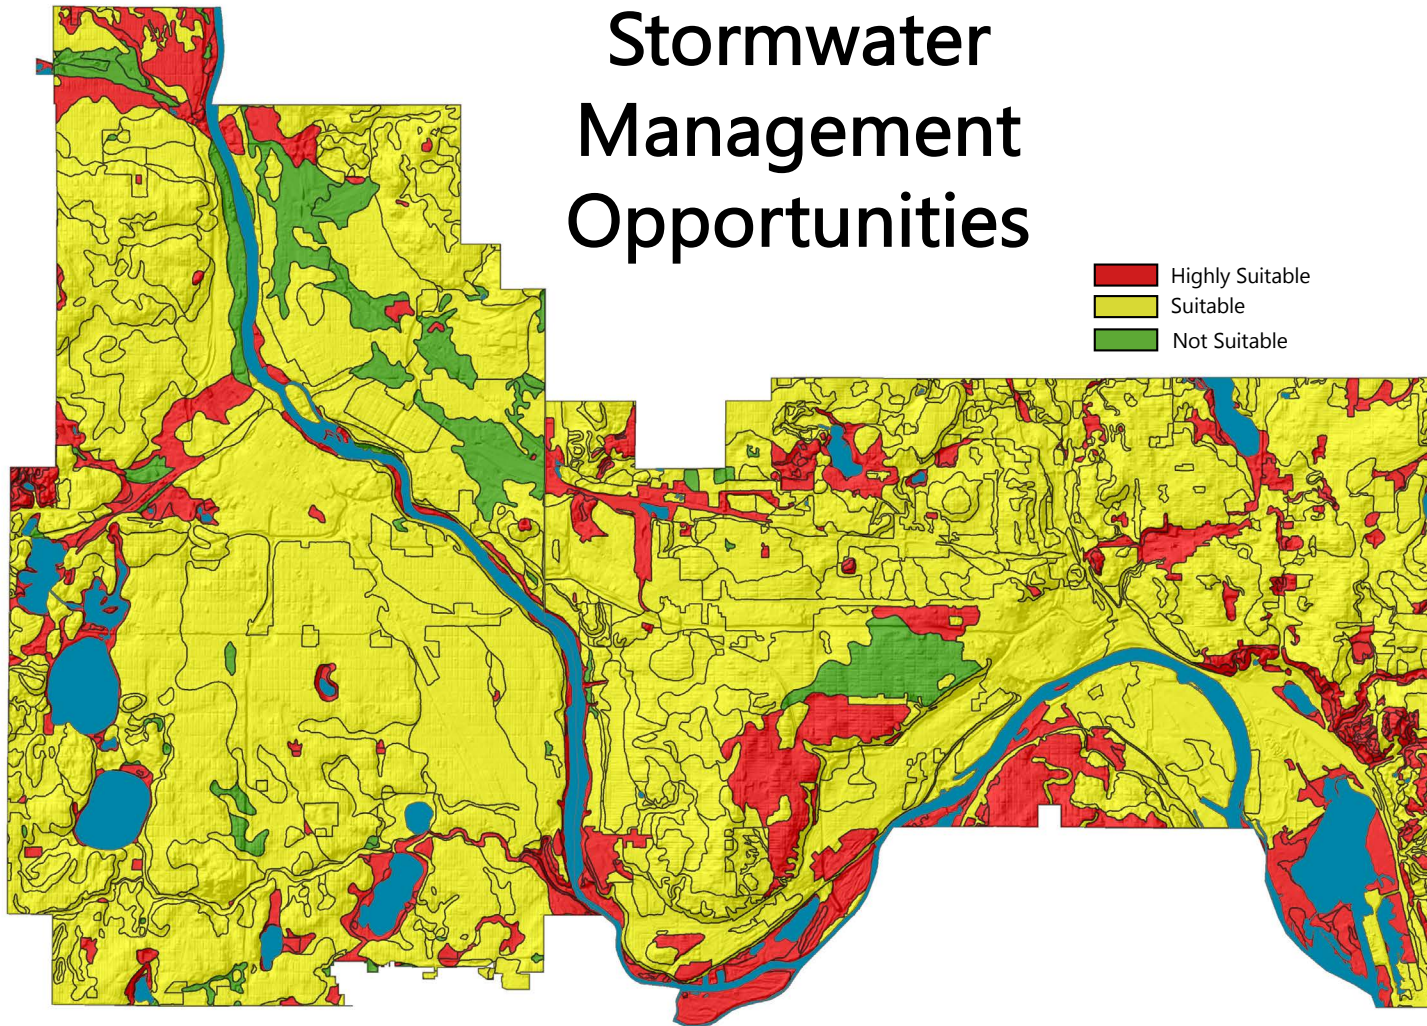 Stormwater
Management
Opportunities
Highly Suitable
Suitable
Not Suitable